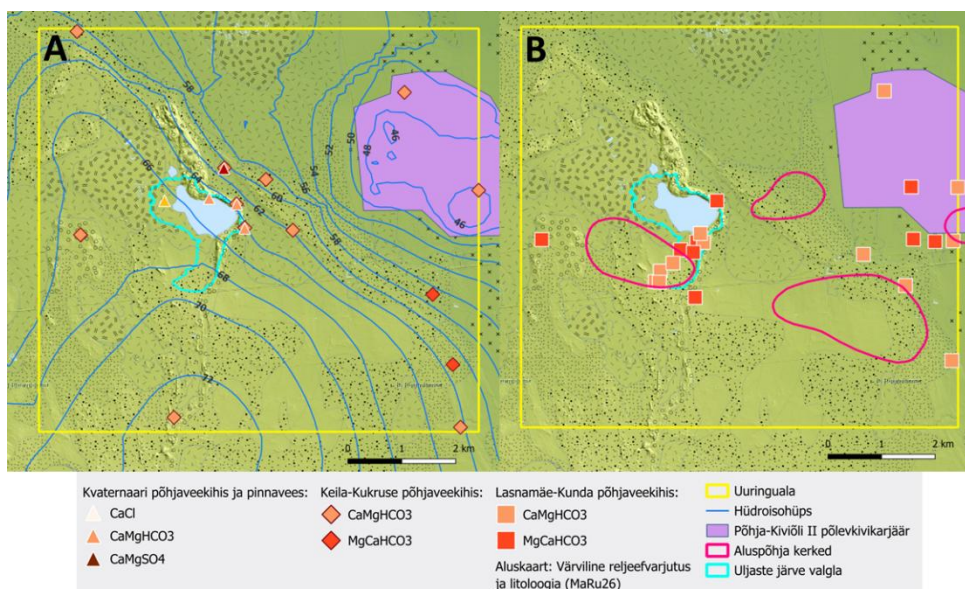 A
B
58
66
64
62
60
54
56
58
52
50
48
46
46
68
70
72
0 2 km
0 2 km
Kvaternaari põhjaveekihis ja pinnavees:
CaCl
CaMgHCO3
CaMgSO4
Keila-Kukruse põhjaveekihis:
CaMgHCO3
MgCaHCO3
Lasnamäe-Kunda põhjaveekihis:
CaMgHCO3
MgCaHCO3
Aluskaart: Värviline reljeefvarjutus
ja litoloogia (MaRu26)
Uuringuala
Hüdroisohüps
Põhja-Kiviõli II põlevkivikarjäär
Aluspõhja kerked
Uljaste järve valgla